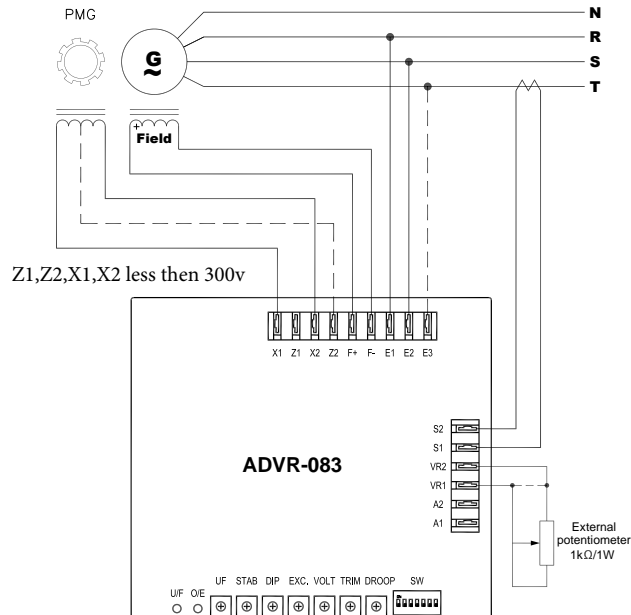 PMG
N
R
S
T
G
~
+
Field
Z1,Z2,X1,X2 less then 300v
X1 Z1 X2 Z2 F+ F- E1 E2 E3
S2
S1
VR2
VR1
A2
A1
ADVR-083
External
potentiometer
1kΩ/1W
U/F O/E UF STAB DIP EXC. VOLT TRIM DROOP SW